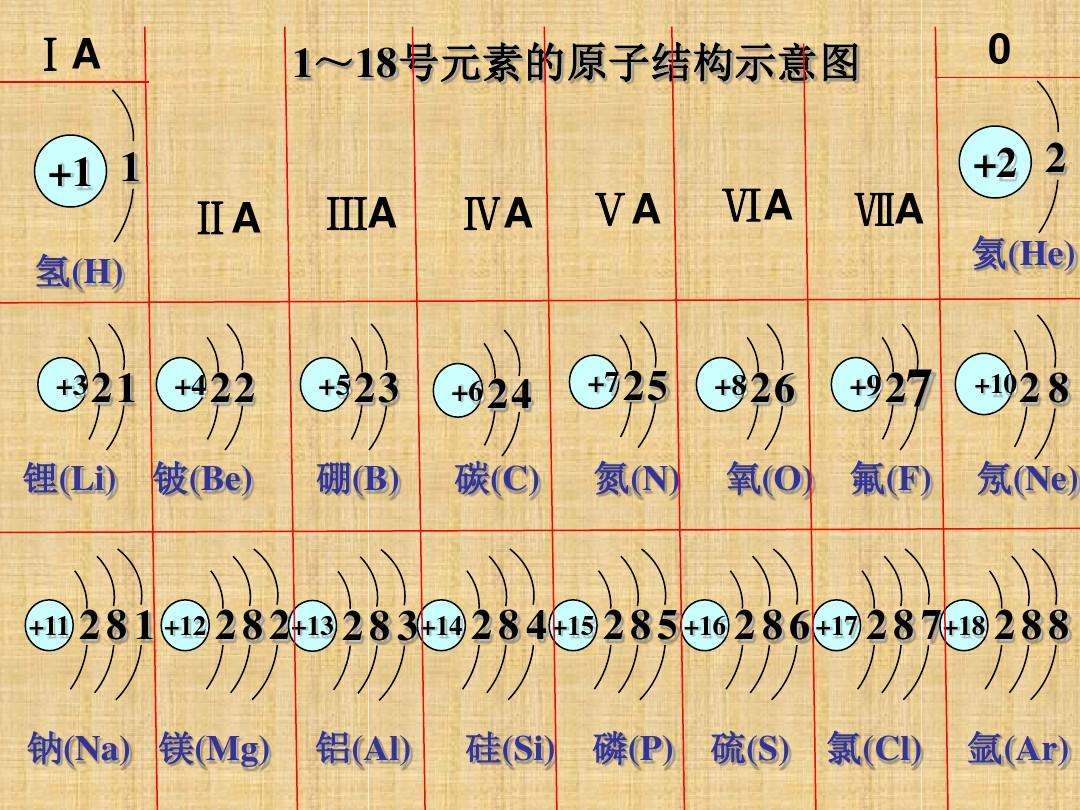 ⅠA
1～18号元素的原子结构示意图
0
+1 1
+2 2
ⅡA ⅢA ⅣA ⅤA ⅥA ⅦA
氢(H)
氦(He)
+3 2 1 +4 2 2 +5 2 3 +6 2 4 +7 2 5 +8 2 6 +9 2 7 +10 2 8
锂(Li) 铍(Be) 硼(B) 碳(C) 氮(N) 氧(O) 氟(F) 氖(Ne)
+11 2 8 1 +12 2 8 2 +13 2 8 3 +14 2 8 4 +15 2 8 5 +16 2 8 6 +17 2 8 7 +18 2 8 8
钠(Na) 镁(Mg) 铝(Al) 硅(Si) 磷(P) 硫(S) 氯(Cl) 氩(Ar)